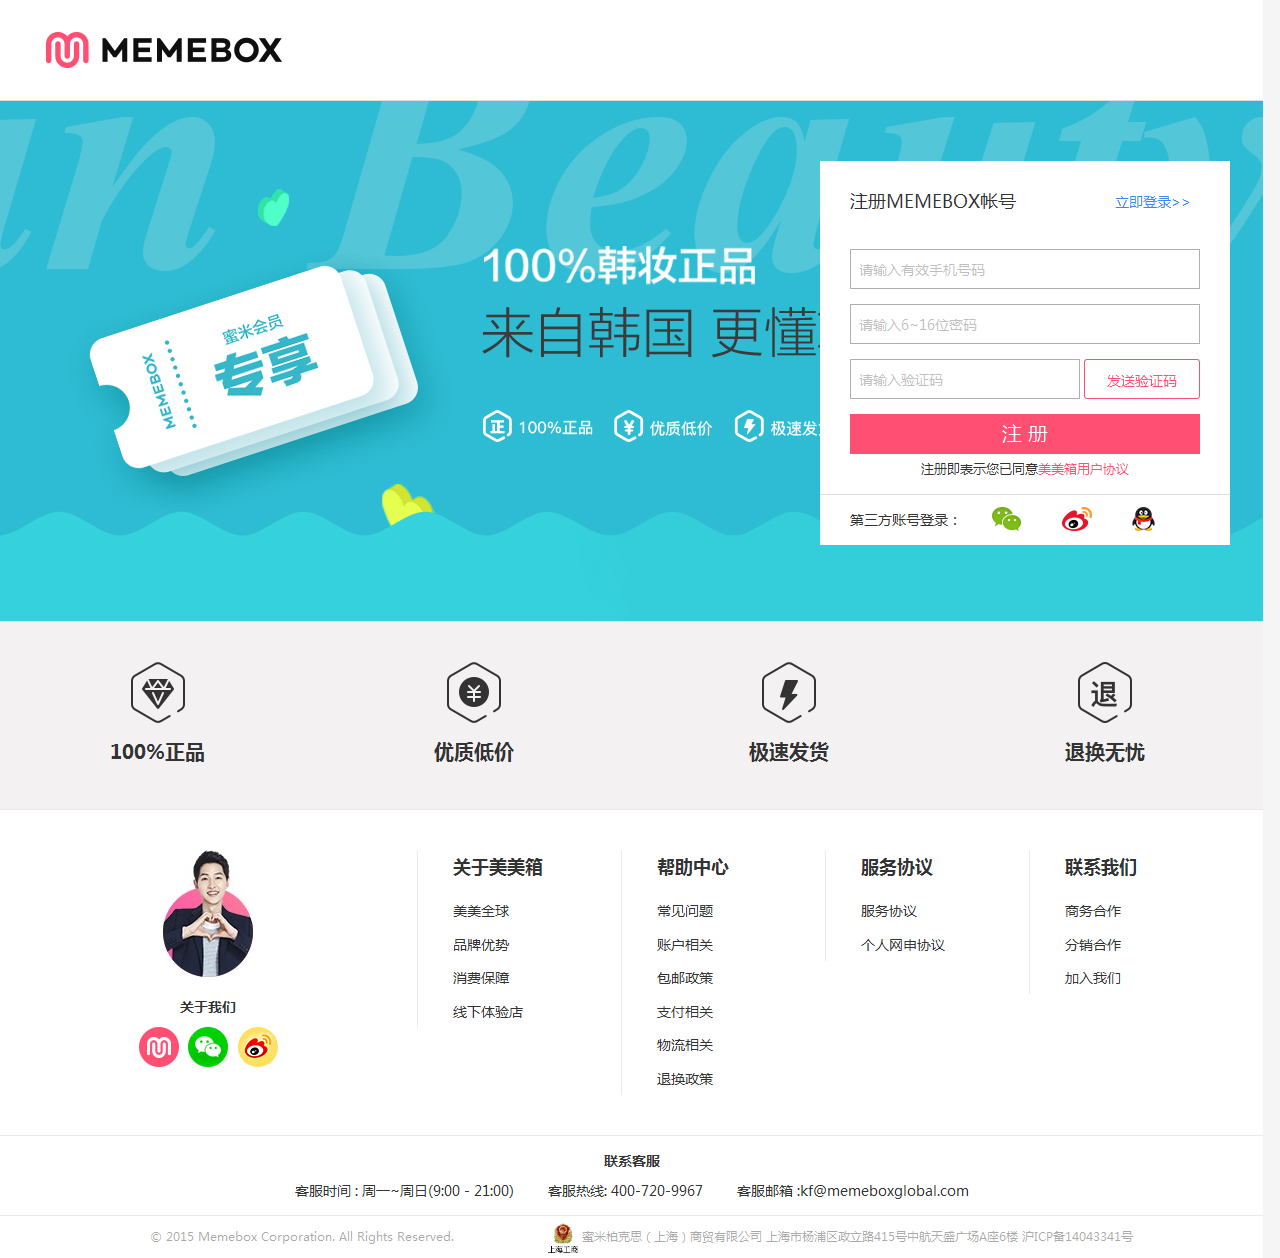 MEMEBOX
an Beauty
注册MEMEBOX帐号
立即登录>>
请输入有效手机号码
请输入6~16位密码
请输入验证码
发送验证码
注 册
注册即表示您已同意美美箱用户协议
第三方账号登录：
100%韩妆正品
来自韩国 更懂
蜜米会员
专享
MEMEBOX
正 100%正品
¥ 优质低价
极速发
100%正品
优质低价
极速发货
退
退换无忧
关于我们
关于美美箱
美美全球
品牌优势
消费保障
线下体验店
帮助中心
常见问题
账户相关
包邮政策
支付相关
物流相关
退换政策
服务协议
服务协议
个人网申协议
联系我们
商务合作
分销合作
加入我们
联系客服
客服时间 : 周一~周日(9:00 - 21:00)
客服热线: 400-720-9967
客服邮箱 :kf@memeboxglobal.com
© 2015 Memebox Corporation. All Rights Reserved.
上海工商
蜜米柏克思（上海）商贸有限公司 上海市杨浦区政立路415号中航天盛广场A座6楼 沪ICP备14043341号